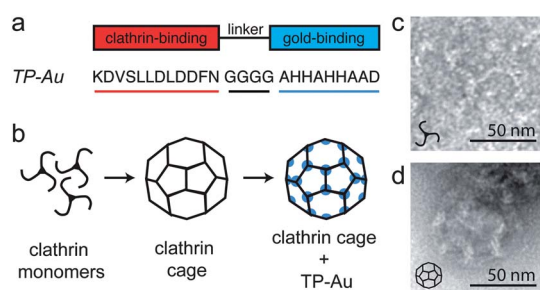 a
clathrin-binding linker gold-binding
TP-Au KDVSLLDLDDFN GGGG AHHAHHAAD
b
clathrin
monomers
clathrin
cage
clathrin cage
+
TP-Au
c
50 nm
d
50 nm